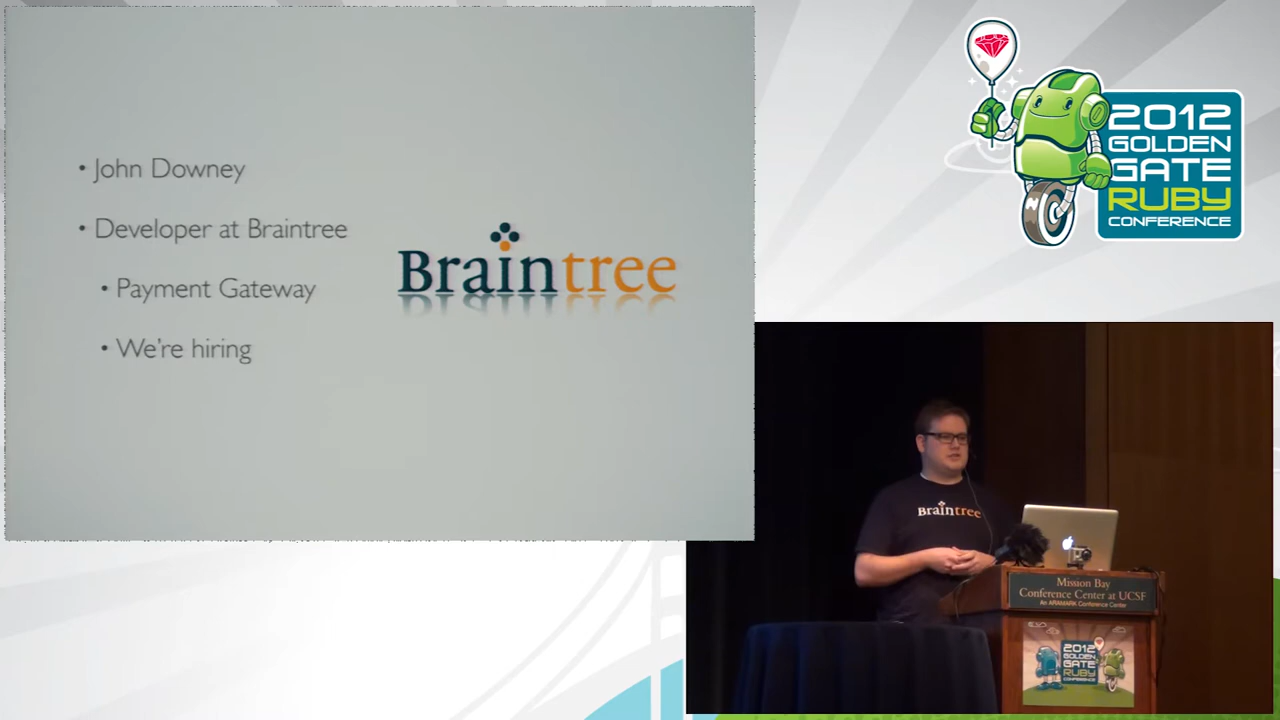 • John Downey
• Developer at Braintree
• Payment Gateway
• We're hiring
Braintree
2012
GOLDEN
GATE
RUBY
CONFERENCE
Braintree
Mission Bay
Conference Center at UCSF
An ARAMARK Conference Center
2012
GOLDEN
GATE
RUBY
CONFERENCE